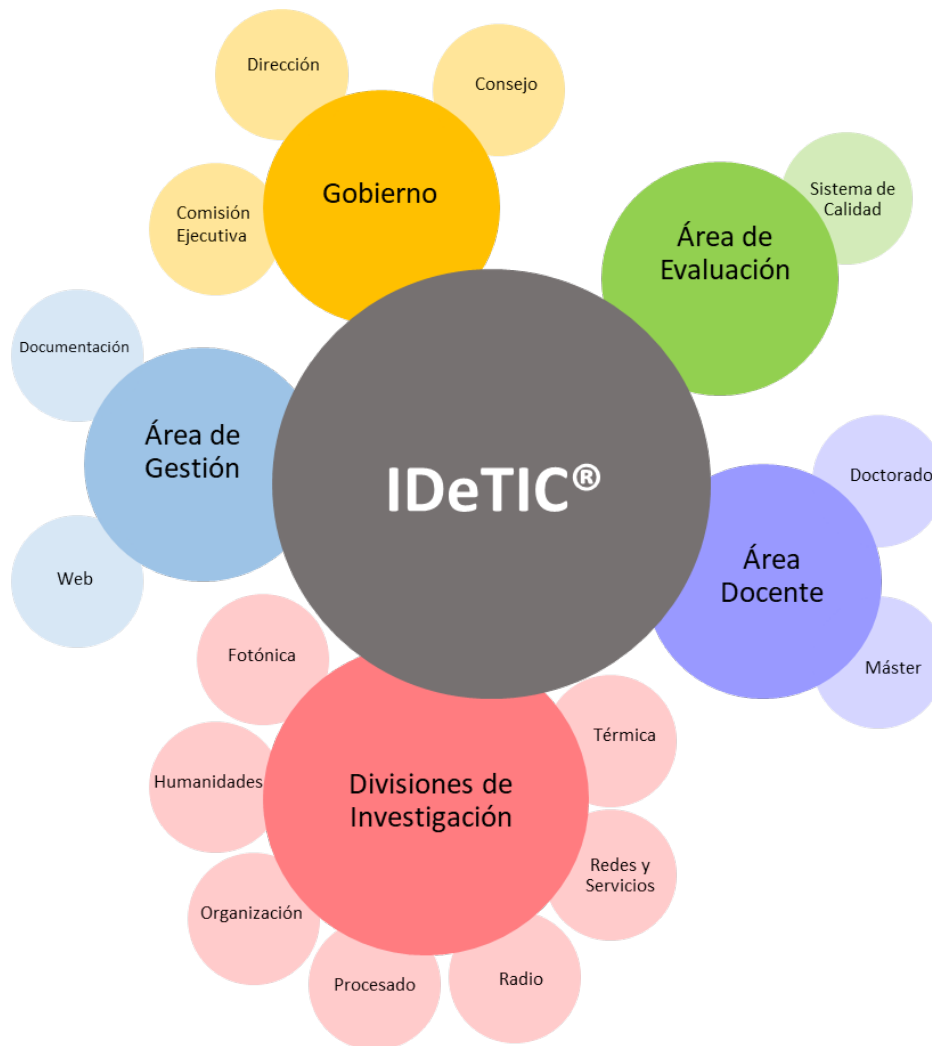 Dirección
Consejo
Gobierno
Comisión
Ejecutiva
Sistema de
Calidad
Área de
Evaluación
Documentación
Área de
Gestión
Web
IDeTIC®
Doctorado
Área
Docente
Máster
Fotónica
Térmica
Humanidades
Divisiones de
Investigación
Redes y
Servicios
Organización
Procesado
Radio